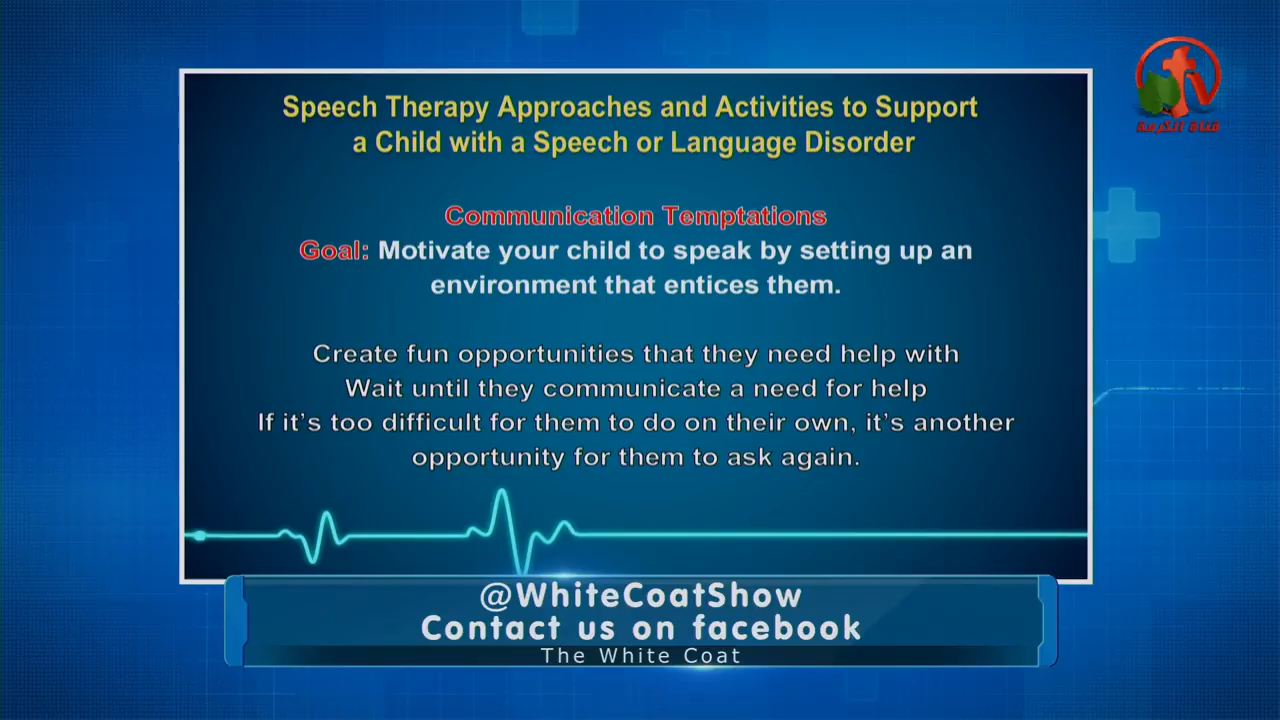 Speech Therapy Approaches and Activities to Support
a Child with a Speech or Language Disorder
Communication Temptations
Goal: Motivate your child to speak by setting up an
environment that entices them.
Create fun opportunities that they need help with
Wait until they communicate a need for help
If it’s too difficult for them to do on their own, it’s another
opportunity for them to ask again.
@WhiteCoatShow
Contact us on facebook
The White Coat
tv
قناة الكرمة